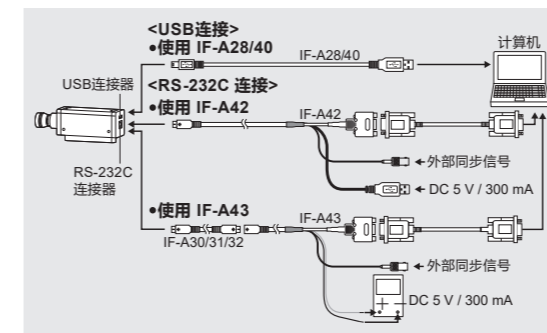 <USB连接>
•使用 IF-A28/40
IF-A28/40
计算机
USB连接器
<RS-232C 连接>
•使用 IF-A42
IF-A42
RS-232C
连接器
外部同步信号
DC 5 V / 300 mA
•使用 IF-A43
IF-A43
IF-A30/31/32
外部同步信号
DC 5 V / 300 mA